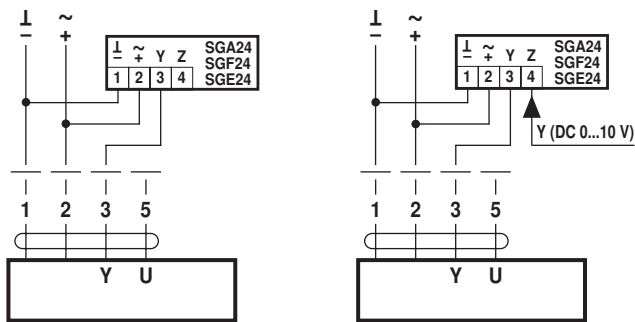 ⊥ ~
– +
⊥ ~ Y Z SGA24
– + SGF24
1 2 3 4 SGE24
1 2 3 5
Y U
⊥ ~
– +
⊥ ~ Y Z SGA24
– + SGF24
1 2 3 4 SGE24
Y (DC 0...10 V)
1 2 3 5
Y U